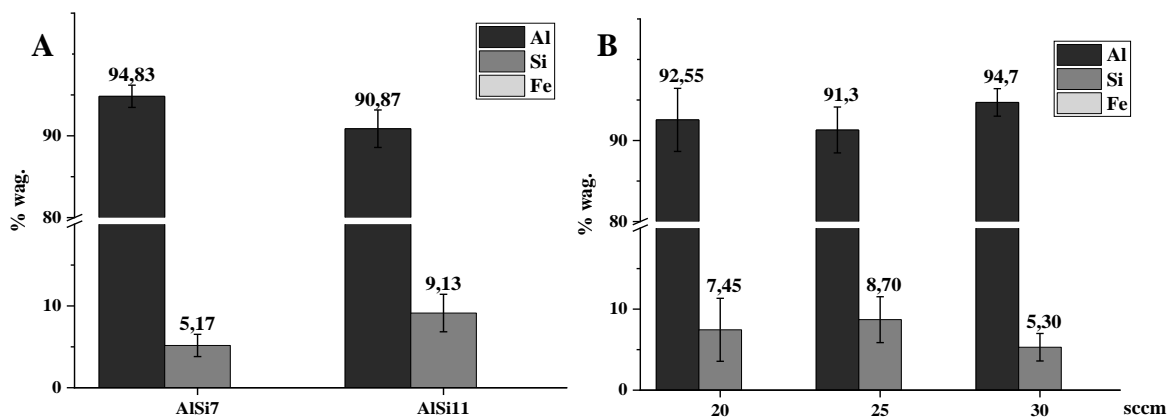 A
Al
Si
Fe
94,83
90,87
90
% wag.
80
10
9,13
5,17
0
AlSi7
AlSi11
B
Al
Si
Fe
92,55
91,3
94,7
90
% wag.
80
10
7,45
8,70
5,30
0
20
25
30
sccm